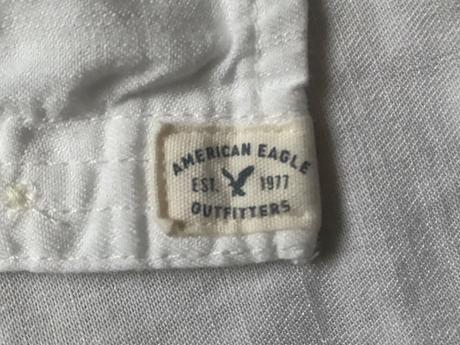 AMERICAN EAGLE
EST. 1977
OUTFITTERS